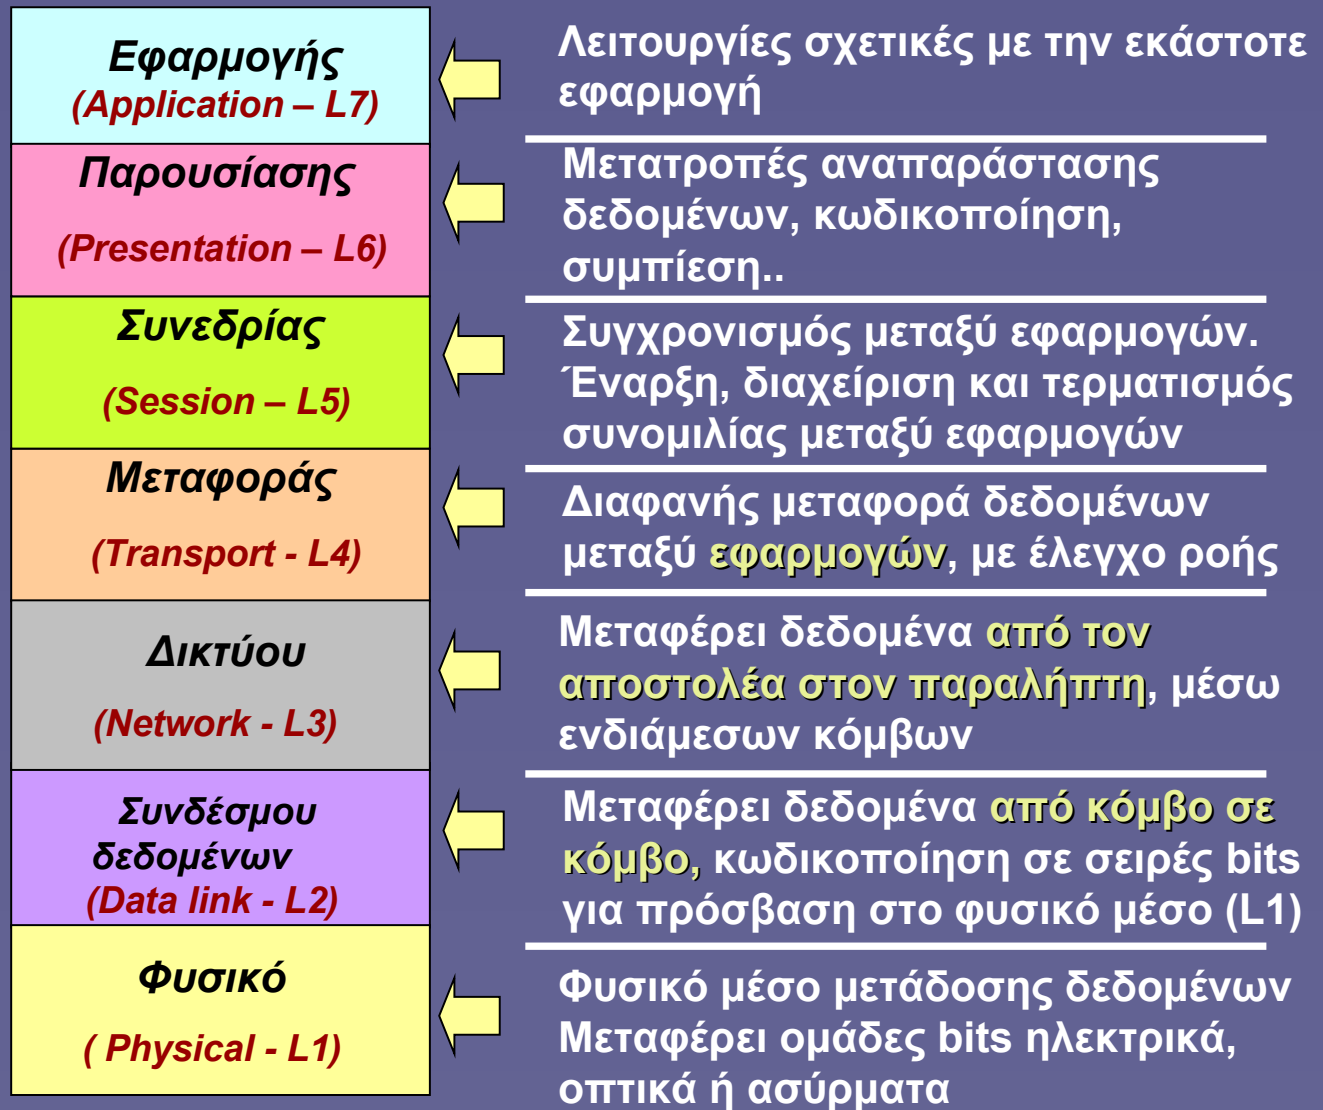 Εφαρμογής
(Application – L7)
Λειτουργίες σχετικές με την εκάστοτε
εφαρμογή
Παρουσίασης
(Presentation – L6)
Μετατροπές αναπαράστασης
δεδομένων, κωδικοποίηση,
συμπίεση..
Συνεδρίας
(Session – L5)
Συγχρονισμός μεταξύ εφαρμογών.
Έναρξη, διαχείριση και τερματισμός
συνομιλίας μεταξύ εφαρμογών
Μεταφοράς
(Transport - L4)
Διαφανής μεταφορά δεδομένων
μεταξύ εφαρμογών, με έλεγχο ροής
Δικτύου
(Network - L3)
Μεταφέρει δεδομένα από τον
αποστολέα στον παραλήπτη, μέσω
ενδιάμεσων κόμβων
Συνδέσμου
δεδομένων
(Data link - L2)
Μεταφέρει δεδομένα από κόμβο σε
κόμβο, κωδικοποίηση σε σειρές bits
για πρόσβαση στο φυσικό μέσο (L1)
Φυσικό
( Physical - L1)
Φυσικό μέσο μετάδοσης δεδομένων
Μεταφέρει ομάδες bits ηλεκτρικά,
οπτικά ή ασύρματα